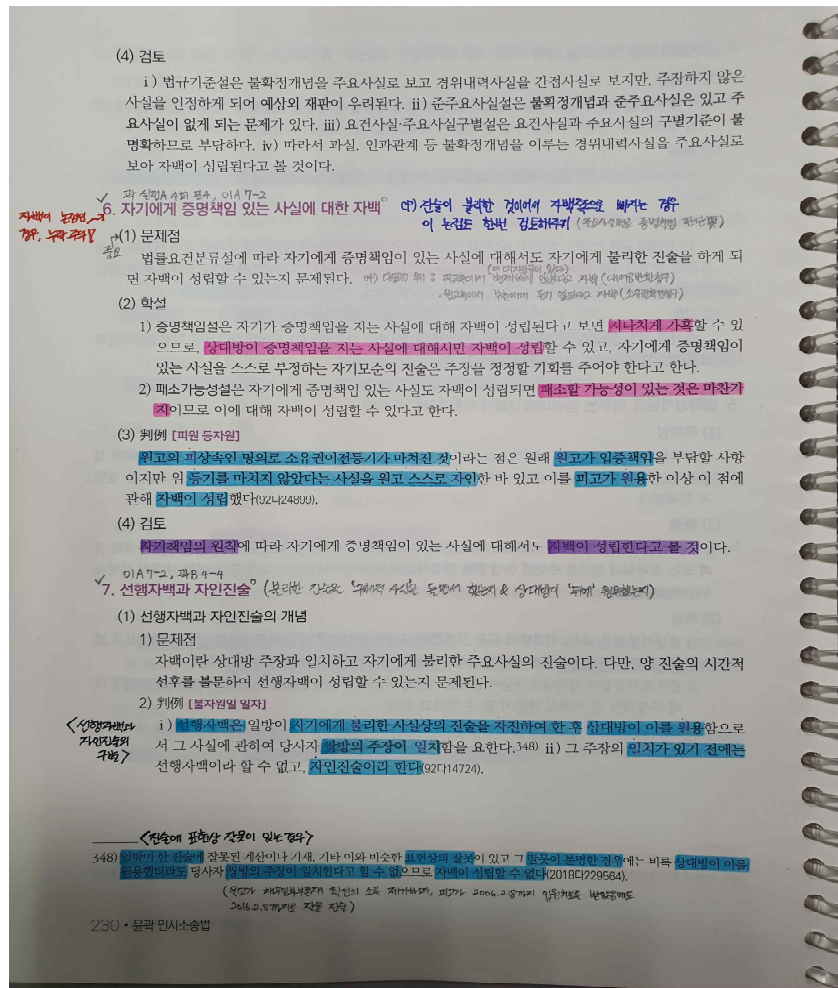 (4) 검토
i) 법규기준설은 불확정개념을 주요사실로 보고 경위내력사실을 간접사실로 보지만, 주장하지 않은
사실을 인정하게 되어 예상외 재판이 우려된다. ii) 준주요사실설은 불확정개념과 준주요사실은 있고 주
요사실이 없게 되는 문제가 있다. iii) 요건사실·주요사실구별설은 요건사실과 주요사실의 구별기준이 불
명확하므로 부당하다. iv) 따라서 과실, 인과관계 등 불확정개념을 이루는 경위내력사실을 주요사실로
보아 자백이 성립된다고 볼 것이다.
6. 자기에게 증명책임 있는 사실에 대한 자백
이 논점도 한번 검토해주기
(1) 문제점
중요
법률요건분류설에 따라 자기에게 증명책임이 있는 사실에 대해서도 자기에게 불리한 진술을 하게 되
면 자백이 성립할 수 있는지 문제된다.
(2) 학설
1) 증명책임설은 자기가 증명책임을 지는 사실에 대해 자백이 성립된다고 보면 지나치게 가혹할 수 있
으므로, 상대방이 증명책임을 지는 사실에 대해서만 자백이 성립할 수 있고, 자기에게 증명책임이
있는 사실을 스스로 부정하는 자기모순의 진술은 주장을 정정할 기회를 주어야 한다고 한다.
2) 패소가능성설은 자기에게 증명책임 있는 사실도 자백이 성립되면 패소할 가능성이 있는 것은 마찬가
지이므로 이에 대해 자백이 성립할 수 있다고 한다.
(3) 判例 [피원 등자원]
원고의 피상속인 명의로 소유권이전등기가 마쳐진 것이라는 점은 원래 원고가 입증책임을 부담할 사항
이지만 위 등기를 마치지 않았다는 사실을 원고 스스로 자인한 바 있고 이를 피고가 원용한 이상 이 점에
관해 자백이 성립했다(92다24899).
(4) 검토
자기책임의 원칙에 따라 자기에게 증명책임이 있는 사실에 대해서도 자백이 성립한다고 볼 것이다.
7. 선행자백과 자인진술
(1) 선행자백과 자인진술의 개념
1) 문제점
자백이란 상대방 주장과 일치하고 자기에게 불리한 주요사실의 진술이다. 다만, 양 진술의 시간적
선후를 불문하여 선행자백이 성립할 수 있는지 문제된다.
2) 判例 [불자원일 일자]
<선행자백과
자인진술의
구별>
i) 선행자백은 일방이 자기에게 불리한 사실상의 진술을 자진하여 한 후 상대방이 이를 원용함으로
서 그 사실에 관하여 당사자 쌍방의 주장이 일치함을 요한다.348) ii) 그 주장의 일치가 있기 전에는
선행자백이라 할 수 없고, 자인진술이라 한다(92다14724).
<진술에 표현상 잘못이 있는 경우>
348) 일방이 한 진술에 잘못된 계산이나 기재, 기타 이와 비슷한 표현상의 잘못이 있고 그 잘못이 분명한 경우에는 비록 상대방이 이를
원용했더라도 당사자 쌍방의 주장이 일치한다고 할 수 없으므로 자백이 성립할 수 없다(2018다229564).
230 • 윤곽 민사소송법